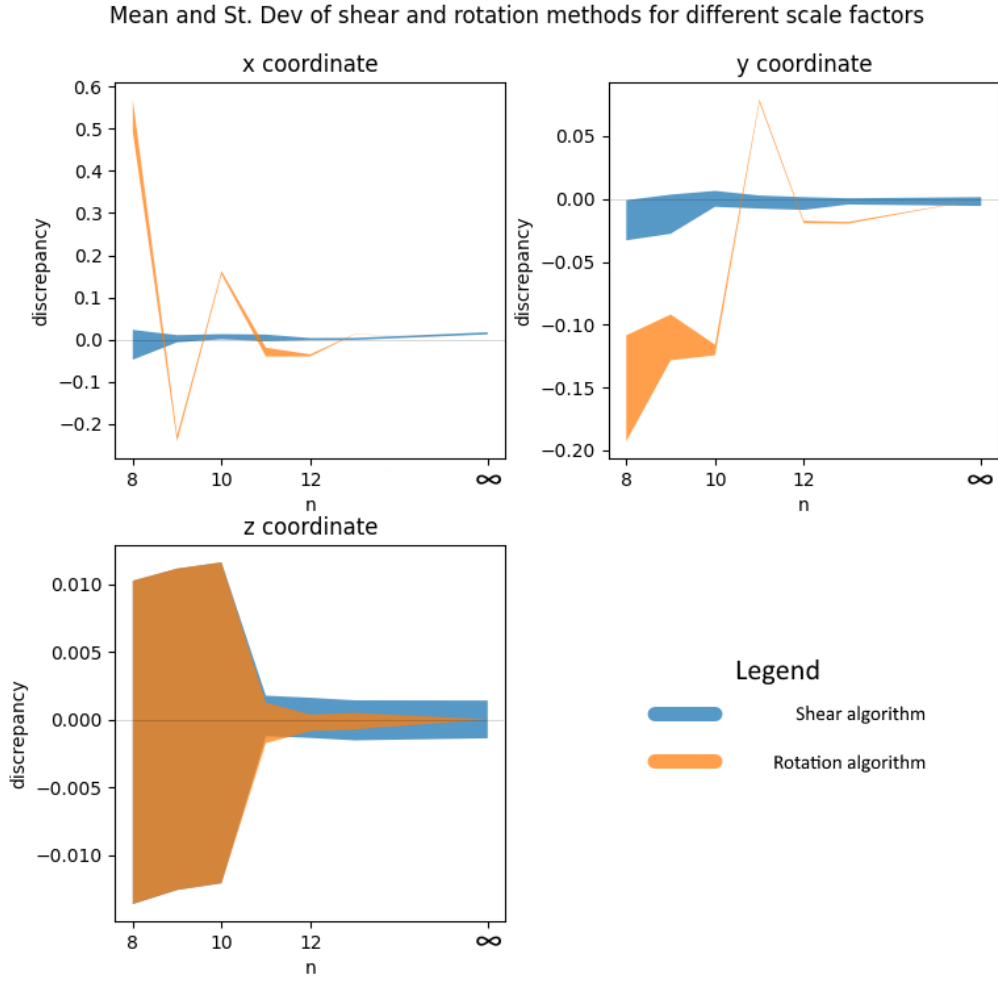 Mean and St. Dev of shear and rotation methods for different scale factors
x coordinate
0.6
0.5
0.4
0.3
0.2
0.1
0.0
−0.1
−0.2
discrepancy
8
10
12
∞
n
y coordinate
0.05
0.00
−0.05
−0.10
−0.15
−0.20
discrepancy
8
10
12
∞
n
z coordinate
0.010
0.005
0.000
−0.005
−0.010
discrepancy
8
10
12
∞
n
Legend
Shear algorithm
Rotation algorithm